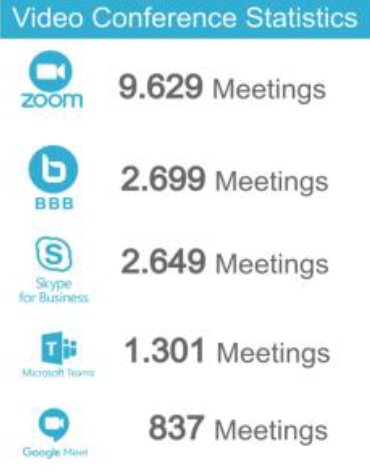 Video Conference Statistics
zoom
9.629 Meetings
BBB
2.699 Meetings
Skype
for Business
2.649 Meetings
Microsoft Teams
1.301 Meetings
Google Meet
837 Meetings